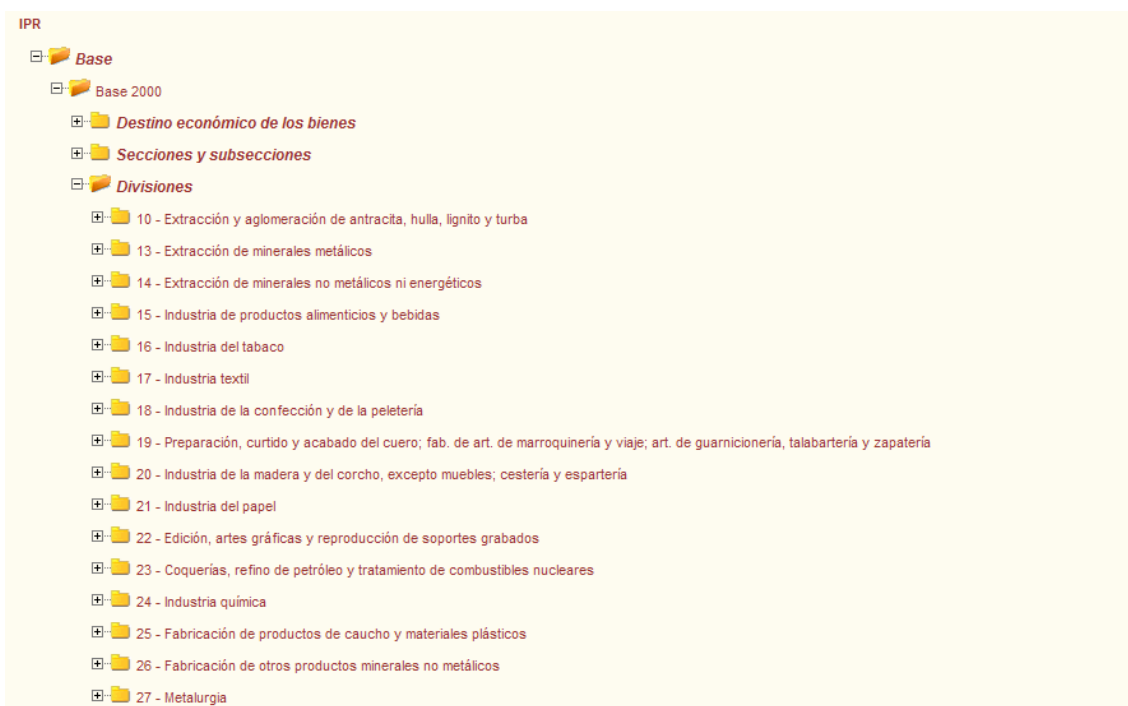 IPR
Base
Base 2000
Destino económico de los bienes
Secciones y subsecciones
Divisiones
10 - Extracción y aglomeración de antracita, hulla, lignito y turba
13 - Extracción de minerales metálicos
14 - Extracción de minerales no metálicos ni energéticos
15 - Industria de productos alimenticios y bebidas
16 - Industria del tabaco
17 - Industria textil
18 - Industria de la confección y de la peletería
19 - Preparación, curtido y acabado del cuero; fab. de art. de marroquinería y viaje; art. de guarnicionería, talabartería y zapatería
20 - Industria de la madera y del corcho, excepto muebles; cestería y espartería
21 - Industria del papel
22 - Edición, artes gráficas y reproducción de soportes grabados
23 - Coquerías, refino de petróleo y tratamiento de combustibles nucleares
24 - Industria química
25 - Fabricación de productos de caucho y materiales plásticos
26 - Fabricación de otros productos minerales no metálicos
27 - Metalurgia